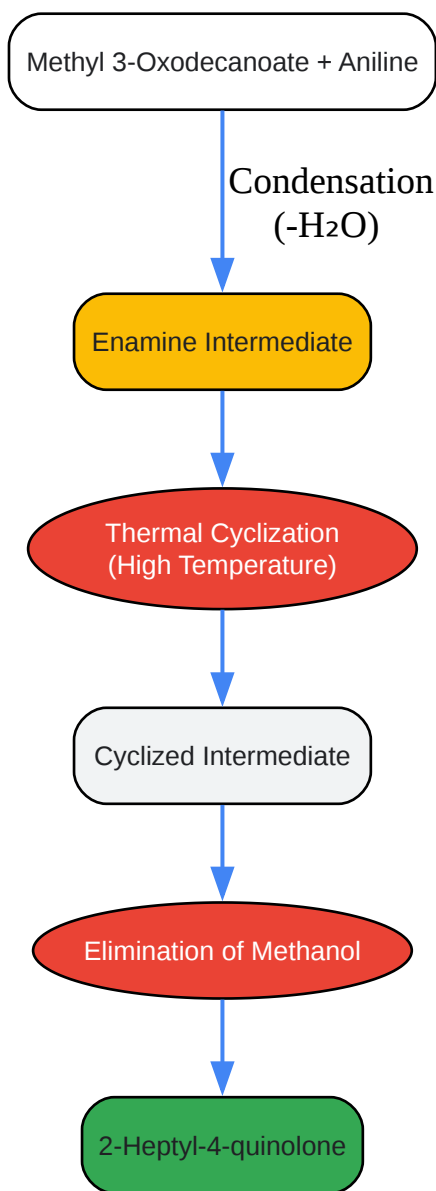 Methyl 3-Oxodecanoate + Aniline
Condensation
(-H₂O)
Enamine Intermediate
Thermal Cyclization
(High Temperature)
Cyclized Intermediate
Elimination of Methanol
2-Heptyl-4-quinolone